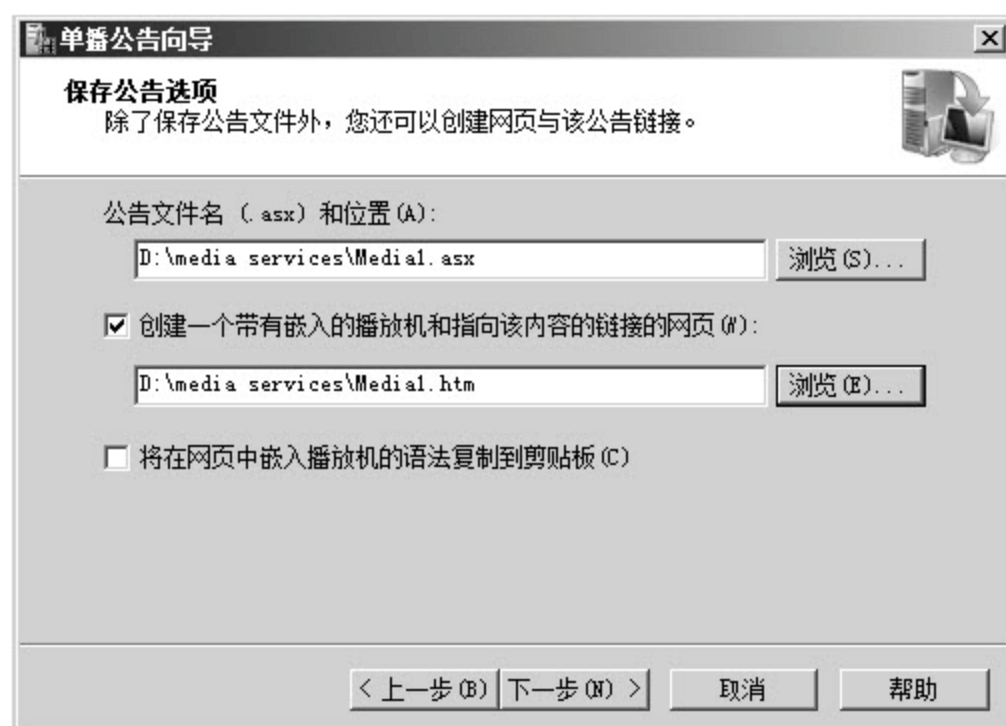 单播公告向导
保存公告选项
除了保存公告文件外，您还可以创建网页与该公告链接。
公告文件名 (.asx) 和位置(A):
D:\media services\Media1.asx
浏览(S)...
创建一个带有嵌入的播放机和指向该内容的链接的网页(W):
D:\media services\Media1.htm
浏览(E)...
将在网页中嵌入播放机的语法复制到剪贴板(C)
< 上一步(B) 下一步(N) > 取消 帮助